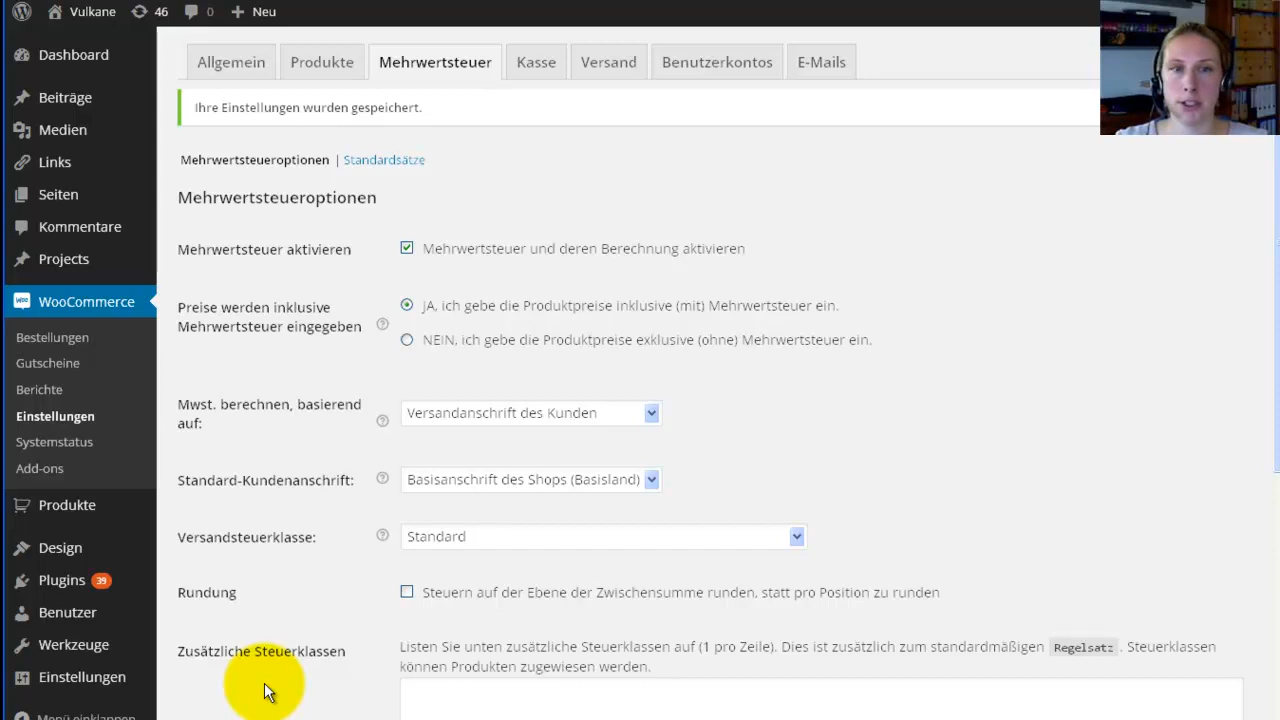 Vulkane 46 0 Neu
Dashboard
Beiträge
Medien
Links
Seiten
Kommentare
Projects
WooCommerce
Bestellungen
Gutscheine
Berichte
Einstellungen
Systemstatus
Add-ons
Produkte
Design
Plugins 39
Benutzer
Werkzeuge
Einstellungen
Menü einklappen
Allgemein Produkte Mehrwertsteuer Kasse Versand Benutzerkontos E-Mails
Ihre Einstellungen wurden gespeichert.
Mehrwertsteueroptionen | Standardsätze
Mehrwertsteueroptionen
Mehrwertsteuer aktivieren
Mehrwertsteuer und deren Berechnung aktivieren
Preise werden inklusive
Mehrwertsteuer eingegeben
JA, ich gebe die Produktpreise inklusive (mit) Mehrwertsteuer ein.
NEIN, ich gebe die Produktpreise exklusive (ohne) Mehrwertsteuer ein.
Mwst. berechnen, basierend
auf:
Versandanschrift des Kunden
Standard-Kundenanschrift:
Basisanschrift des Shops (Basisland)
Versandsteuerklasse:
Standard
Rundung
Steuern auf der Ebene der Zwischensumme runden, statt pro Position zu runden
Zusätzliche Steuerklassen
Listen Sie unten zusätzliche Steuerklassen auf (1 pro Zeile). Dies ist zusätzlich zum standardmäßigen Regelsatz . Steuerklassen
können Produkten zugewiesen werden.